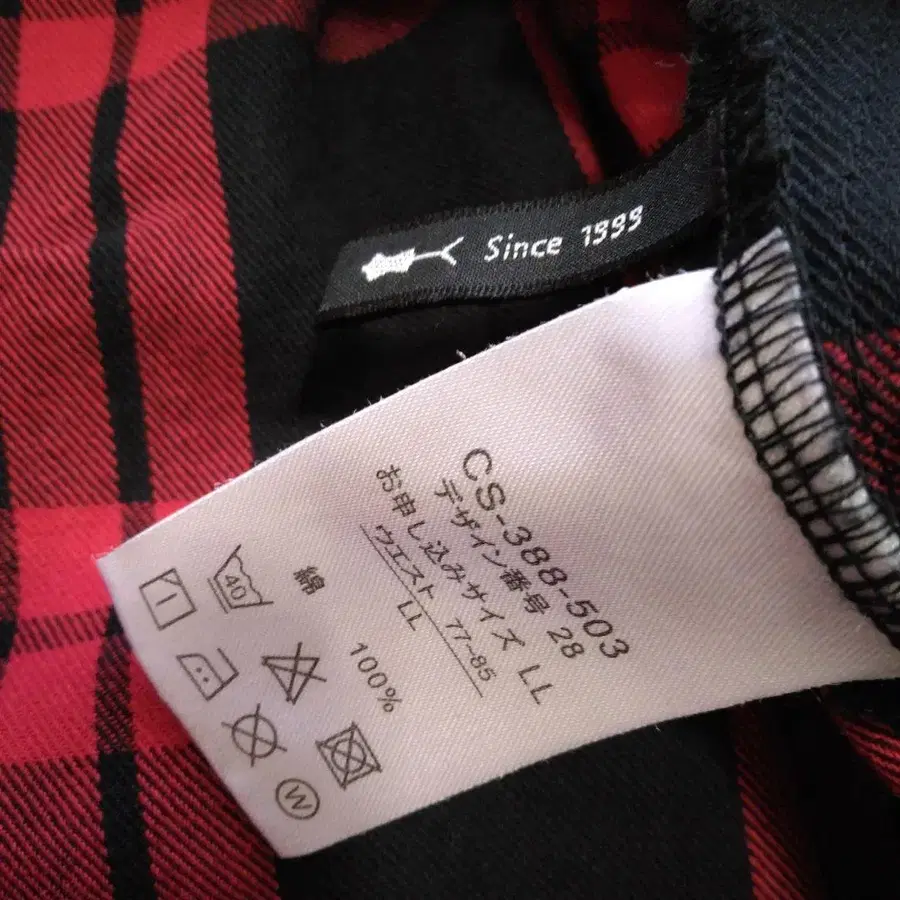 Since 1999
CS-388-503
デザイン番号 28
お申し込みサイズ LL
ウエスト 77-85
LL
綿 100%
40
W